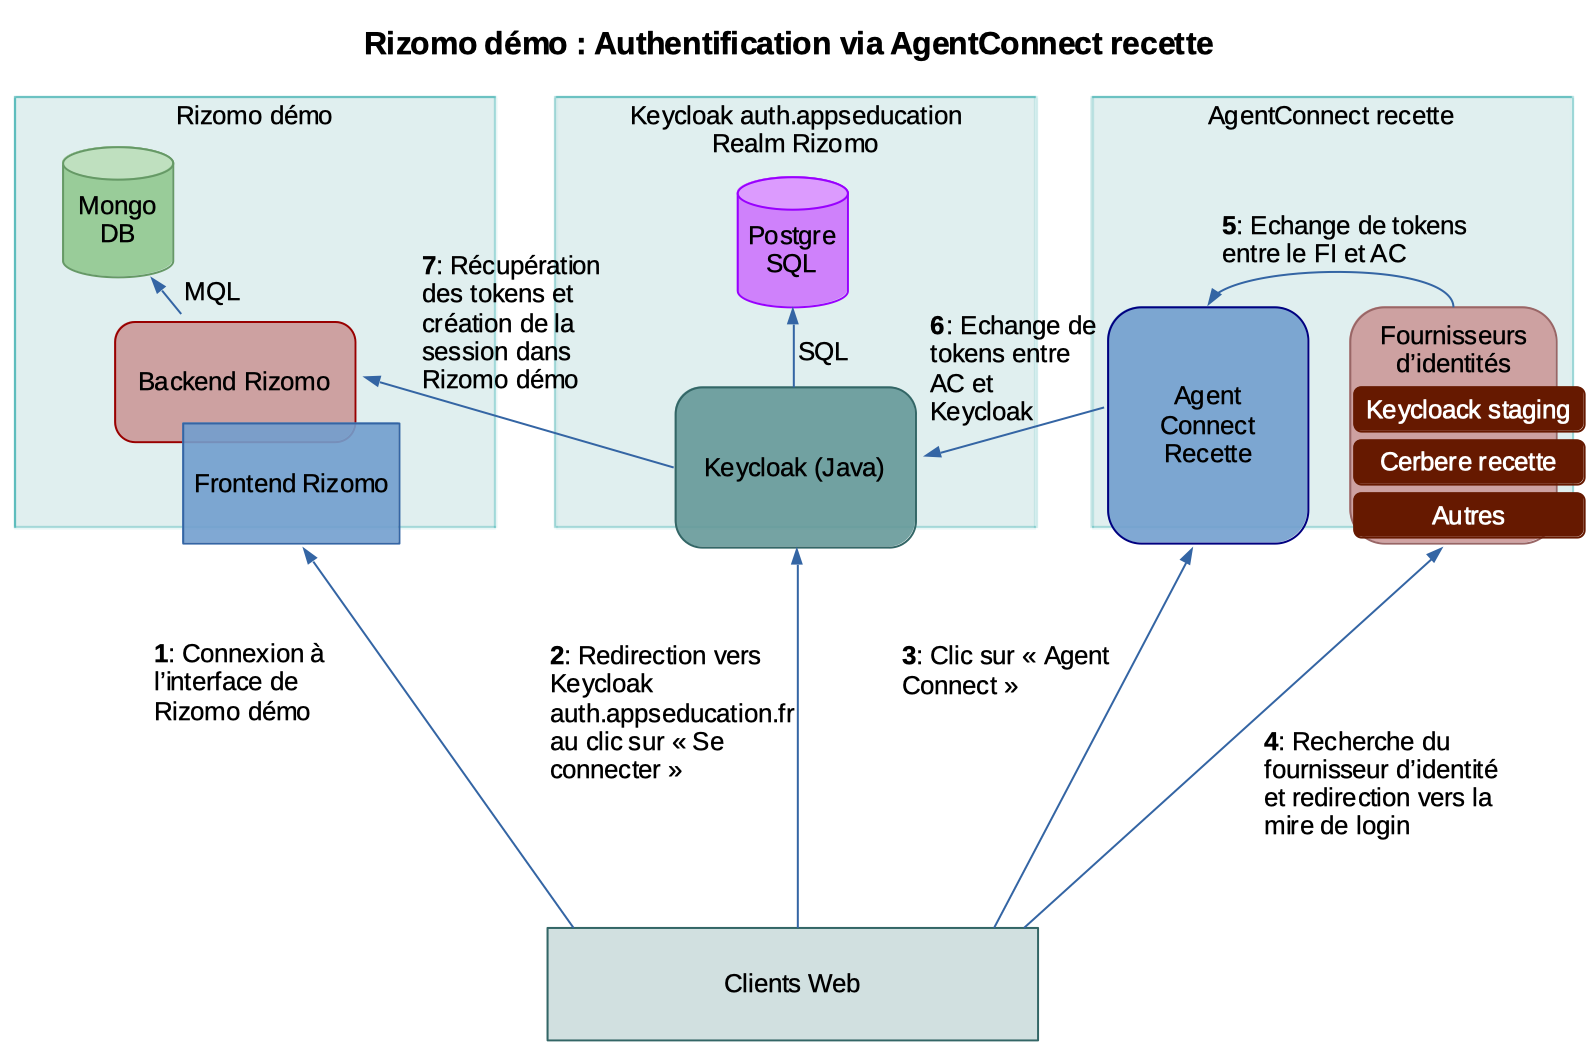 Rizomo démo : Authentification via AgentConnect recette
Rizomo démo
Mongo
DB
MQL
Backend Rizomo
Frontend Rizomo
7: Récupération
des tokens et
création de la
session dans
Rizomo démo
Keycloak auth.appseducation
Realm Rizomo
Postgre
SQL
SQL
Keycloak (Java)
6: Echange de
tokens entre
AC et
Keycloak
AgentConnect recette
5: Echange de tokens
entre le FI et AC
Agent
Connect
Recette
Fournisseurs
d’identités
Keycloack staging
Cerbere recette
Autres
1: Connexion à
l’interface de
Rizomo démo
2: Redirection vers
Keycloak
auth.appseducation.fr
au clic sur « Se
connecter »
3: Clic sur « Agent
Connect »
4: Recherche du
fournisseur d’identité
et redirection vers la
mire de login
Clients Web